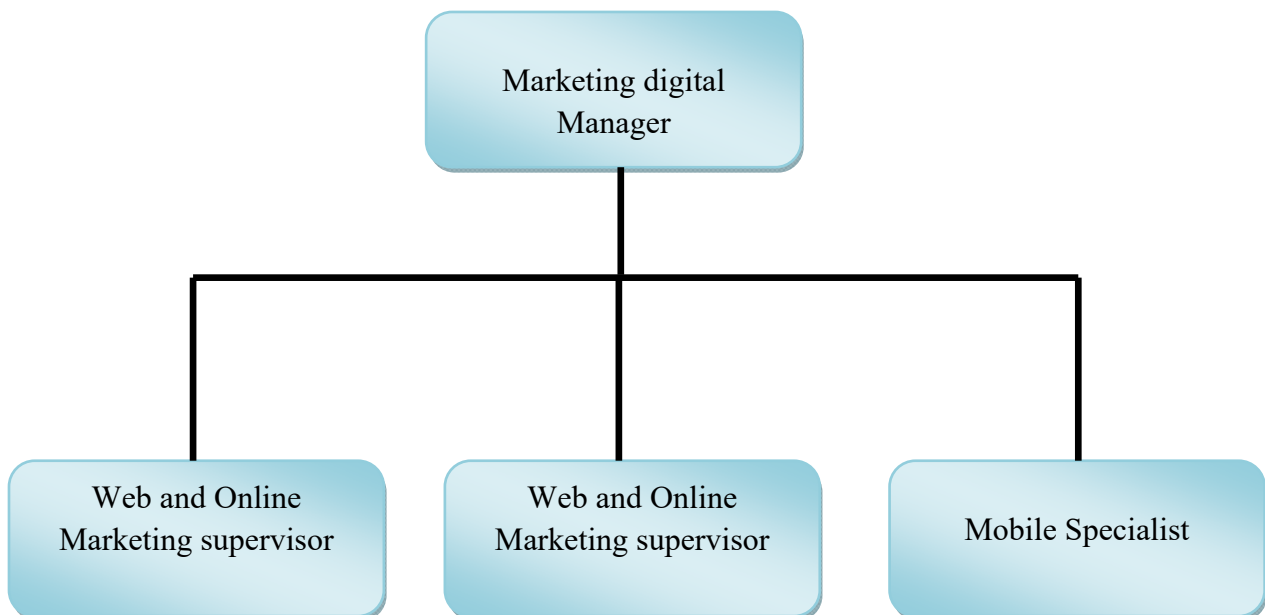 Marketing digital
Manager
Web and Online
Marketing supervisor
Web and Online
Marketing supervisor
Mobile Specialist